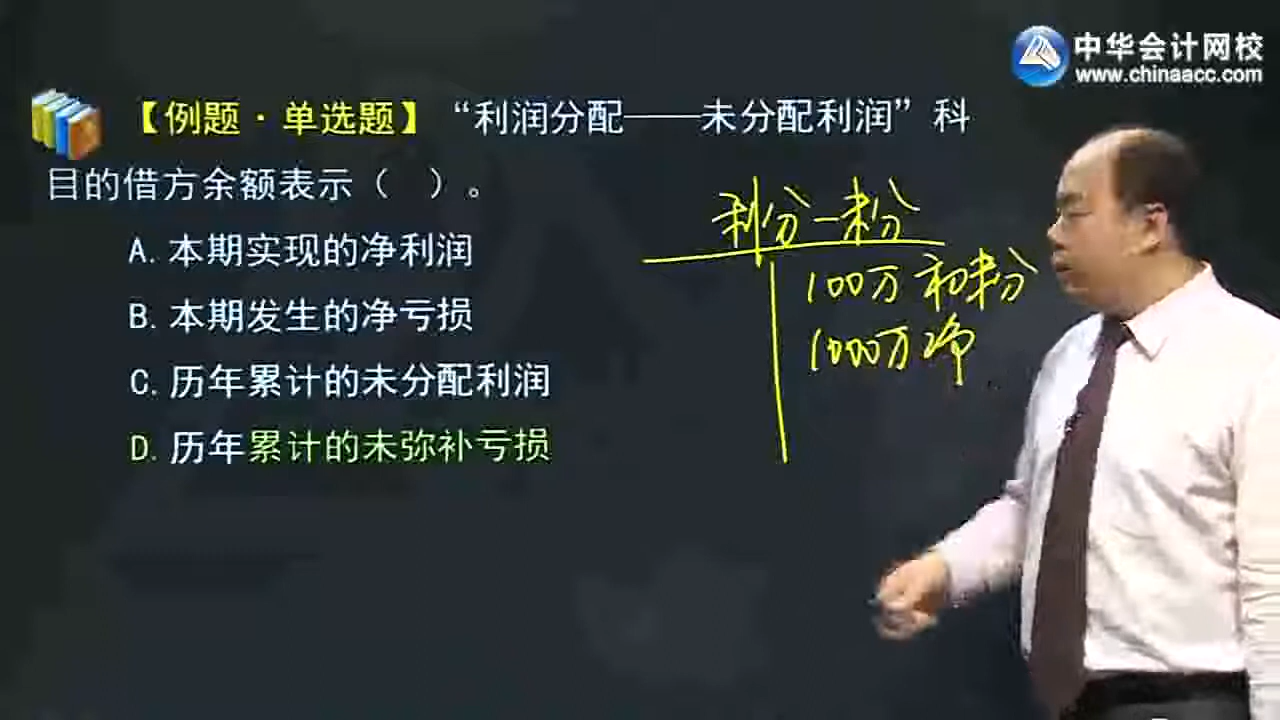 中华会计网校
www.chinaacc.com
【例题·单选题】“利润分配——未分配利润”科
目的借方余额表示（ ）。
A. 本期实现的净利润
B. 本期发生的净亏损
C. 历年累计的未分配利润
D. 历年累计的未弥补亏损
利分一未分
100万 初未分
1000万 净